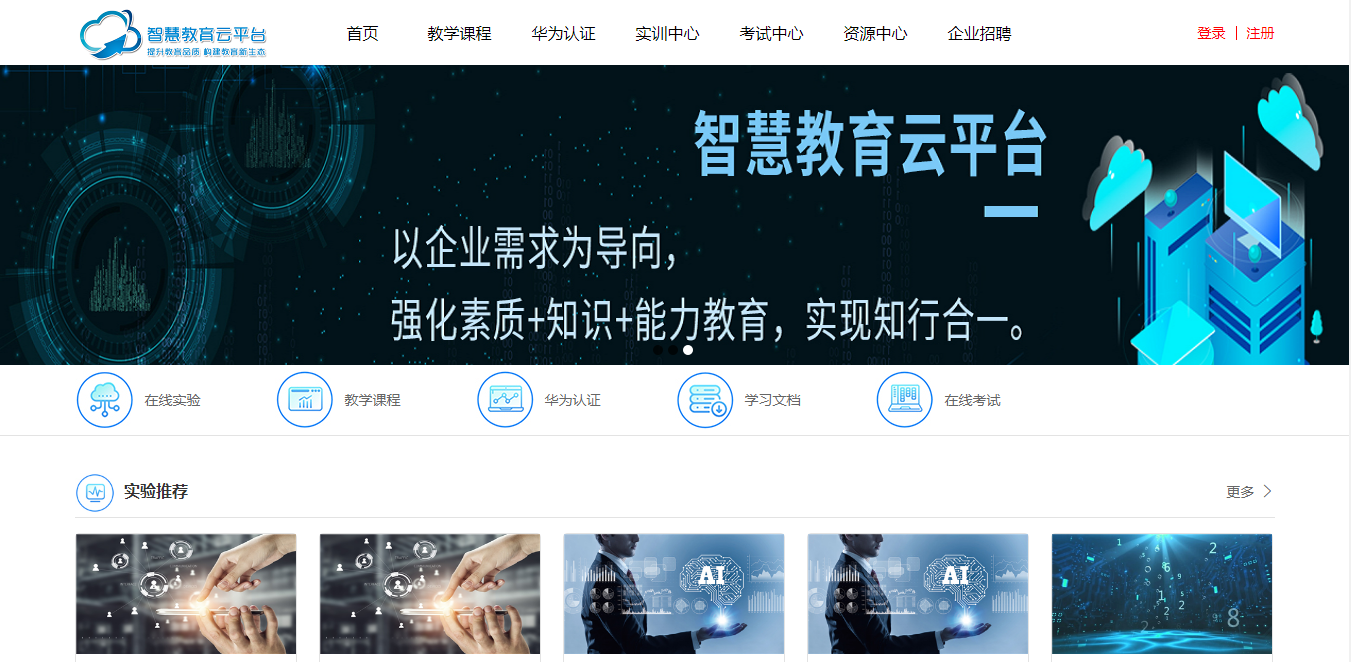 智慧教育云平台
提升教育品质 构建教育新生态
首页 教学课程 华为认证 实训中心 考试中心 资源中心 企业招聘 登录 | 注册
智慧教育云平台
以企业需求为导向，
强化素质+知识+能力教育，实现知行合一。
在线实验 教学课程 华为认证 学习文档 在线考试
实验推荐 更多
AI AI